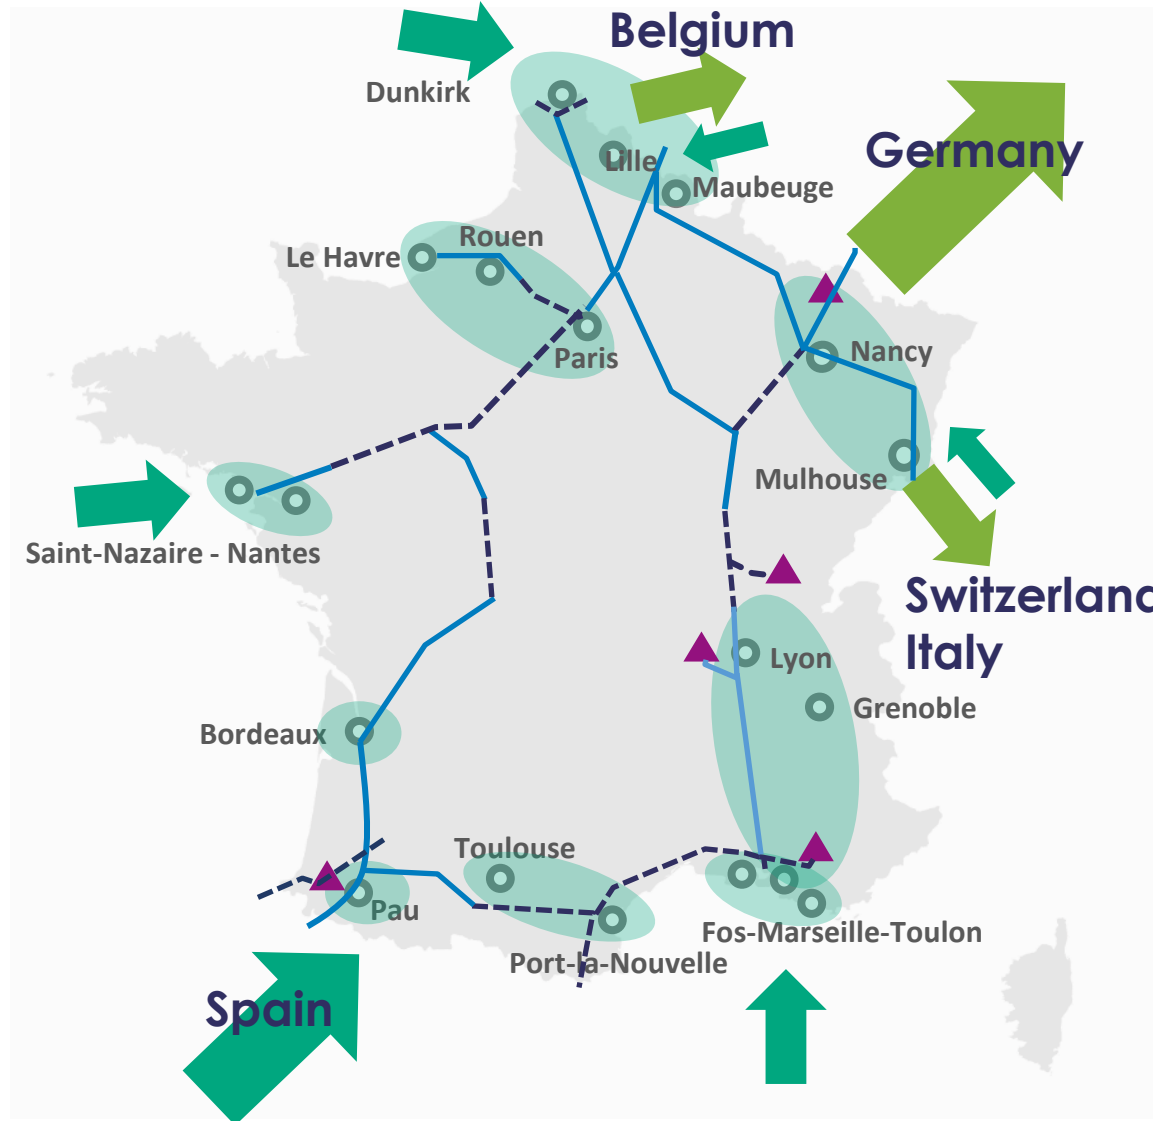 Belgium
Dunkirk
Germany
Lille
Maubeuge
Rouen
Le Havre
Nancy
Paris
Mulhouse
Saint-Nazaire - Nantes
Switzerland
Italy
Lyon
Grenoble
Bordeaux
Toulouse
Pau
Fos-Marseille-Toulon
Port-la-Nouvelle
Spain